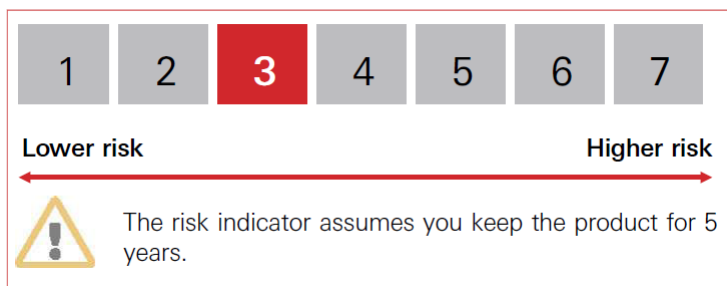 1 2 3 4 5 6 7
Lower risk Higher risk
The risk indicator assumes you keep the product for 5
years.